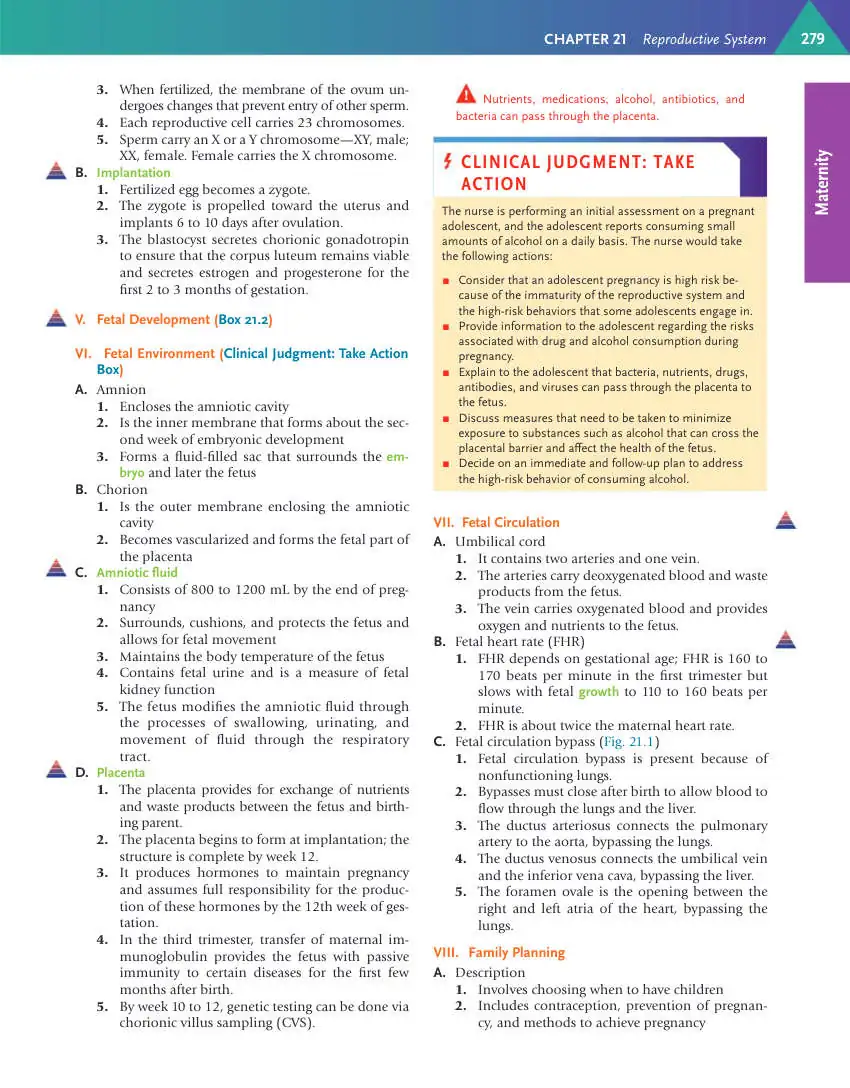 CHAPTER 21 Reproductive System 279
3. When fertilized, the membrane of the ovum un-
dergoes changes that prevent entry of other sperm.
4. Each reproductive cell carries 23 chromosomes.
5. Sperm carry an X or a Y chromosome—XY, male;
XX, female. Female carries the X chromosome.
B. Implantation
1. Fertilized egg becomes a zygote.
2. The zygote is propelled toward the uterus and
implants 6 to 10 days after ovulation.
3. The blastocyst secretes chorionic gonadotropin
to ensure that the corpus luteum remains viable
and secretes estrogen and progesterone for the
first 2 to 3 months of gestation.
V. Fetal Development (Box 21.2)
VI. Fetal Environment (Clinical Judgment: Take Action
Box)
A. Amnion
1. Encloses the amniotic cavity
2. Is the inner membrane that forms about the sec-
ond week of embryonic development
3. Forms a fluid-filled sac that surrounds the em-
bryo and later the fetus
B. Chorion
1. Is the outer membrane enclosing the amniotic
cavity
2. Becomes vascularized and forms the fetal part of
the placenta
C. Amniotic fluid
1. Consists of 800 to 1200 mL by the end of preg-
nancy
2. Surrounds, cushions, and protects the fetus and
allows for fetal movement
3. Maintains the body temperature of the fetus
4. Contains fetal urine and is a measure of fetal
kidney function
5. The fetus modifies the amniotic fluid through
the processes of swallowing, urinating, and
movement of fluid through the respiratory
tract.
D. Placenta
1. The placenta provides for exchange of nutrients
and waste products between the fetus and birth-
ing parent.
2. The placenta begins to form at implantation; the
structure is complete by week 12.
3. It produces hormones to maintain pregnancy
and assumes full responsibility for the produc-
tion of these hormones by the 12th week of ges-
tation.
4. In the third trimester, transfer of maternal im-
munoglobulin provides the fetus with passive
immunity to certain diseases for the first few
months after birth.
5. By week 10 to 12, genetic testing can be done via
chorionic villus sampling (CVS).
Nutrients, medications, alcohol, antibiotics, and
bacteria can pass through the placenta.
CLINICAL JUDGMENT: TAKE
ACTION
The nurse is performing an initial assessment on a pregnant
adolescent, and the adolescent reports consuming small
amounts of alcohol on a daily basis. The nurse would take
the following actions:
■ Consider that an adolescent pregnancy is high risk be-
cause of the immaturity of the reproductive system and
the high-risk behaviors that some adolescents engage in.
■ Provide information to the adolescent regarding the risks
associated with drug and alcohol consumption during
pregnancy.
■ Explain to the adolescent that bacteria, nutrients, drugs,
antibodies, and viruses can pass through the placenta to
the fetus.
■ Discuss measures that need to be taken to minimize
exposure to substances such as alcohol that can cross the
placental barrier and affect the health of the fetus.
■ Decide on an immediate and follow-up plan to address
the high-risk behavior of consuming alcohol.
VII. Fetal Circulation
A. Umbilical cord
1. It contains two arteries and one vein.
2. The arteries carry deoxygenated blood and waste
products from the fetus.
3. The vein carries oxygenated blood and provides
oxygen and nutrients to the fetus.
B. Fetal heart rate (FHR)
1. FHR depends on gestational age; FHR is 160 to
170 beats per minute in the first trimester but
slows with fetal growth to 110 to 160 beats per
minute.
2. FHR is about twice the maternal heart rate.
C. Fetal circulation bypass (Fig. 21.1)
1. Fetal circulation bypass is present because of
nonfunctioning lungs.
2. Bypasses must close after birth to allow blood to
flow through the lungs and the liver.
3. The ductus arteriosus connects the pulmonary
artery to the aorta, bypassing the lungs.
4. The ductus venosus connects the umbilical vein
and the inferior vena cava, bypassing the liver.
5. The foramen ovale is the opening between the
right and left atria of the heart, bypassing the
lungs.
VIII. Family Planning
A. Description
1. Involves choosing when to have children
2. Includes contraception, prevention of pregnan-
cy, and methods to achieve pregnancy
Maternity